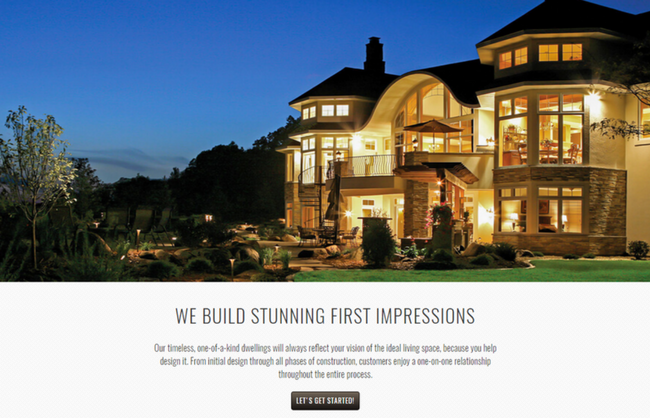 WE BUILD STUNNING FIRST IMPRESSIONS
Our timeless, one-of-a-kind dwellings will always reflect your vision of the ideal living space, because you help
design it. From initial design through all phases of construction, customers enjoy a one-on-one relationship
throughout the entire process.
LET'S GET STARTED!